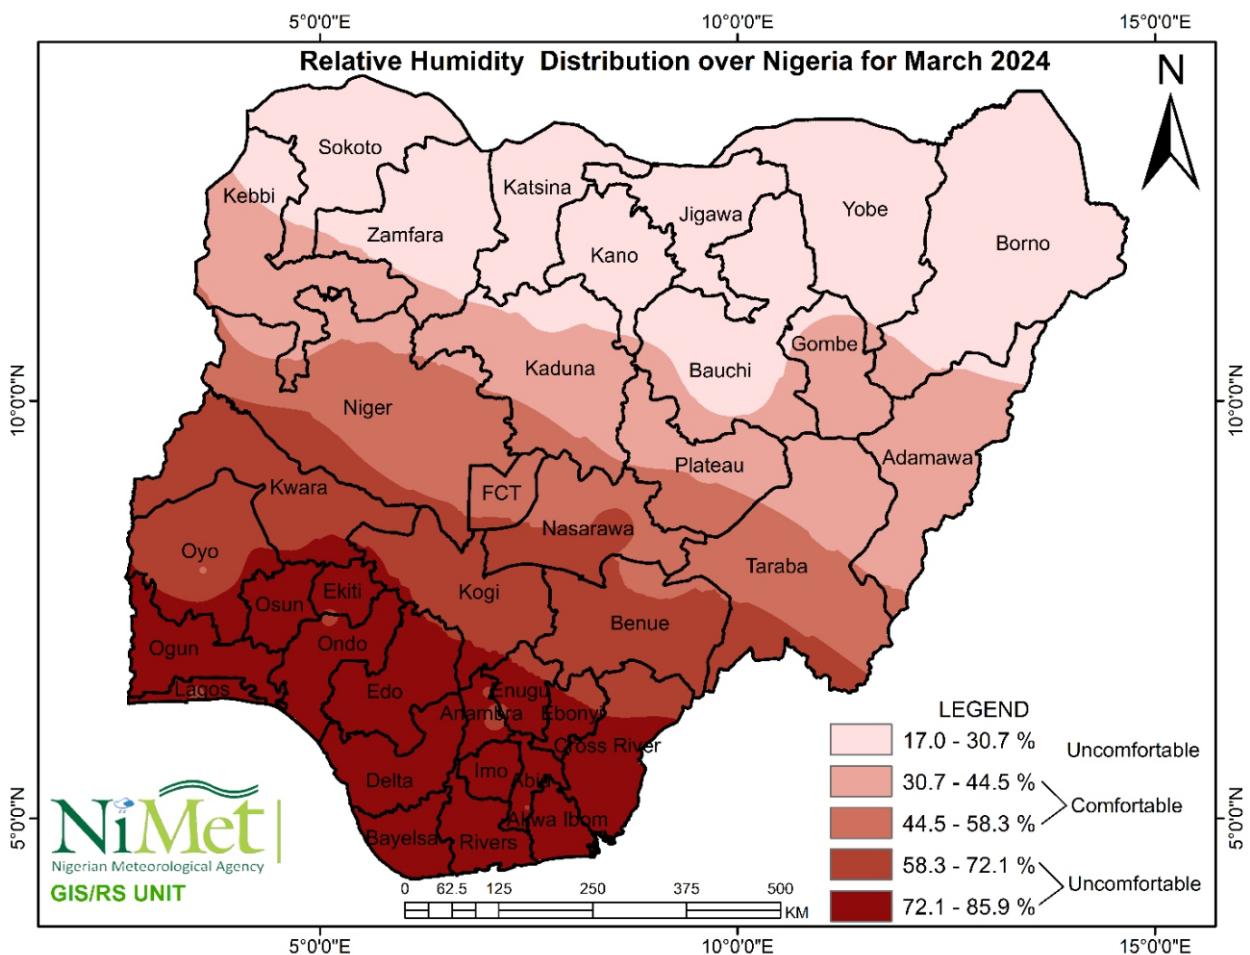 5°0'0"E 10°0'0"E 15°0'0"E
Relative Humidity Distribution over Nigeria for March 2024
N
Sokoto
Katsina
Kebbi
Jigawa
Yobe
Zamfara
Kano
Borno
Gombe
Kaduna
Bauchi
10°0'0"N
10°0'0"N
Niger
Plateau
Adamawa
Kwara
FCT
Nasarawa
Oyo
Taraba
Ekiti
Kogi
Osun
Benue
Ondo
Ogun
Lagos
Edo
Enugu
Anambra
Ebonyi
Cross River
Imo
Abia
Delta
Akwa Ibom
Bayelsa
Rivers
5°0'0"N
5°0'0"N
LEGEND
17.0 - 30.7 % Uncomfortable
30.7 - 44.5 %
Comfortable
44.5 - 58.3 %
58.3 - 72.1 %
Uncomfortable
72.1 - 85.9 %
NiMet
Nigerian Meteorological Agency
GIS/RS UNIT
0 62.5 125 250 375 500
KM
5°0'0"E 10°0'0"E 15°0'0"E